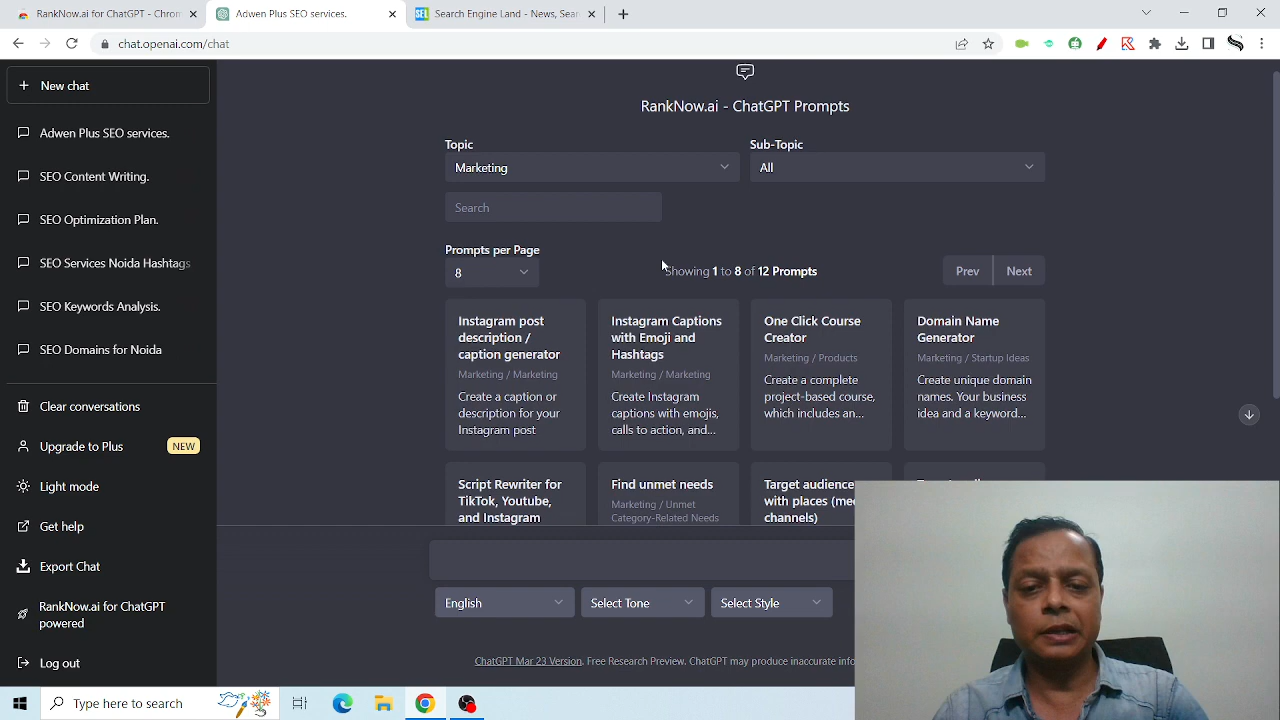 RankNow.ai for ChatGPT - Chrom
Adwen Plus SEO services.
Search Engine Land - News, Sear
chat.openai.com/chat
New chat
Adwen Plus SEO services.
SEO Content Writing.
SEO Optimization Plan.
SEO Services Noida Hashtags
SEO Keywords Analysis.
SEO Domains for Noida
Clear conversations
Upgrade to Plus
NEW
Light mode
Get help
Export Chat
RankNow.ai for ChatGPT
powered
Log out
RankNow.ai - ChatGPT Prompts
Topic
Sub-Topic
Marketing
All
Search
Prompts per Page
8
Showing 1 to 8 of 12 Prompts
Prev
Next
Instagram post
description /
caption generator
Marketing / Marketing
Create a caption or
description for your
Instagram post
Instagram Captions
with Emoji and
Hashtags
Marketing / Marketing
Create Instagram
captions with emojis,
calls to action, and...
One Click Course
Creator
Marketing / Products
Create a complete
project-based course,
which includes an...
Domain Name
Generator
Marketing / Startup Ideas
Create unique domain
names. Your business
idea and a keyword...
Script Rewriter for
TikTok, Youtube,
and Instagram
Find unmet needs
Marketing / Unmet
Category-Related Needs
Target audience
with places (me
channels)
English
Select Tone
Select Style
ChatGPT Mar 23 Version. Free Research Preview. ChatGPT may produce inaccurate info
Type here to search